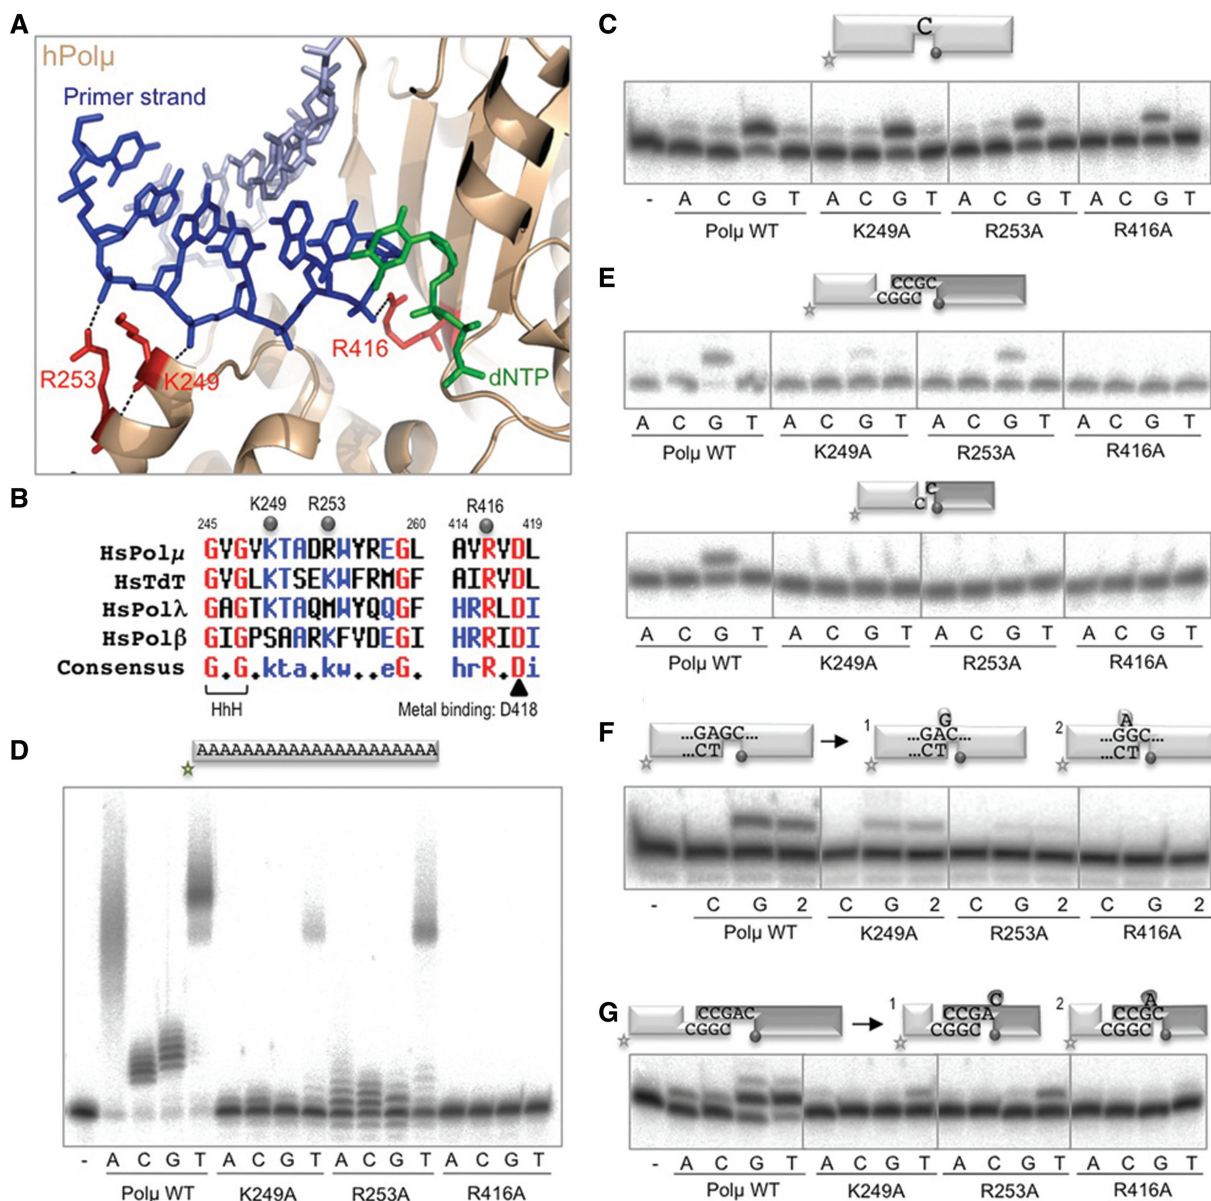 A
hPolμ
Primer strand
R253
K249
R416
dNTP
B
K249 R253 R416
245 260 414 419
HsPolμ GVGVKTADRWYREGL AVRVDL
HsTdT GVGLKTSEKWFRMGF AIRVDL
HsPolλ GAGTKTAQMWYQQGF HRRLDI
HsPolβ GIGPSAARKFVDEGI HRRIDI
Consensus G.G.kta.kw..eG. hrR.Di
HhH Metal binding: D418
C
C
- A C G T A C G T A C G T A C G T
Polμ WT K249A R253A R416A
D
AAAAAAAAAAAAAAAAAAAAA
- A C G T A C G T A C G T A C G T
Polμ WT K249A R253A R416A
E
CCGC
CGGC
A C G T A C G T A C G T A C G T
Polμ WT K249A R253A R416A
C
C
A C G T A C G T A C G T A C G T
Polμ WT K249A R253A R416A
F
...GAGC...
...CT
1
G
...GAC...
...CT
2
A
...GGC...
...CT
- C G 2 C G 2 C G 2 C G 2
Polμ WT K249A R253A R416A
G
CCGAC
CGGC
1
C
CCGA
CGGC
2
A
CCGC
CGGC
- A C G T A C G T A C G T A C G T
Polμ WT K249A R253A R416A